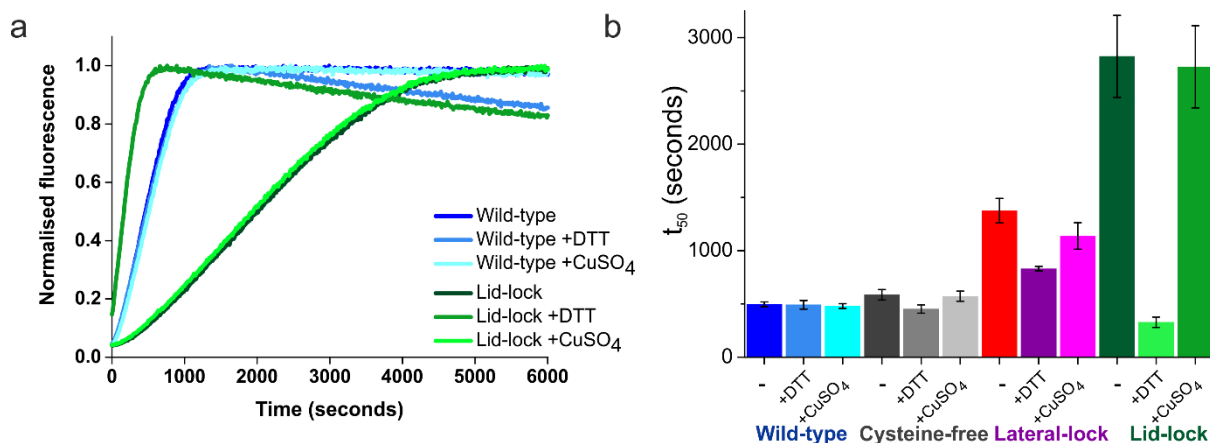 a
Normalised fluorescence
1.0
0.8
0.6
0.4
0.2
0.0
0 1000 2000 3000 4000 5000 6000
Time (seconds)
Wild-type
Wild-type +DTT
Wild-type +CuSO₄
Lid-lock
Lid-lock +DTT
Lid-lock +CuSO₄
b
t₅₀ (seconds)
3000
2000
1000
0
- +DTT +CuSO₄ - +DTT +CuSO₄ - +DTT +CuSO₄ - +DTT +CuSO₄
Wild-type Cysteine-free Lateral-lock Lid-lock